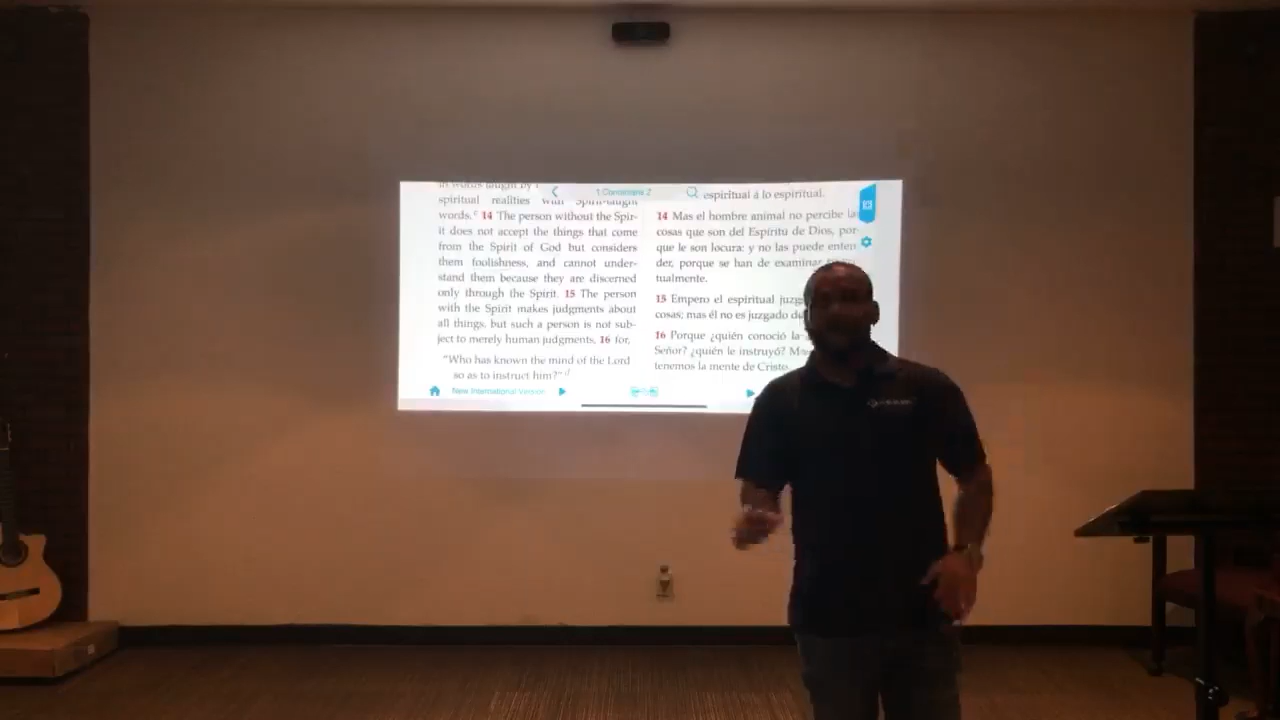 1 Corintians 2
spiritual realities with Spirit-taught
words. 14 The person without the Spir-
it does not accept the things that come
from the Spirit of God but considers
them foolishness, and cannot under-
stand them because they are discerned
only through the Spirit. 15 The person
with the Spirit makes judgments about
all things, but such a person is not sub-
ject to merely human judgments, 16 for,
“Who has known the mind of the Lord
so as to instruct him?”
New International Version
espiritual á lo espiritual.
14 Mas el hombre animal no percibe la
cosas que son del Espíritu de Dios, por-
que le son locura: y no las puede enten
der, porque se han de examinar
tualmente.
15 Empero el espiritual juzg
cosas; mas él no es juzgado d
16 Porque ¿quién conoció la
Señor? ¿quién le instruyó? M
tenemos la mente de Cristo